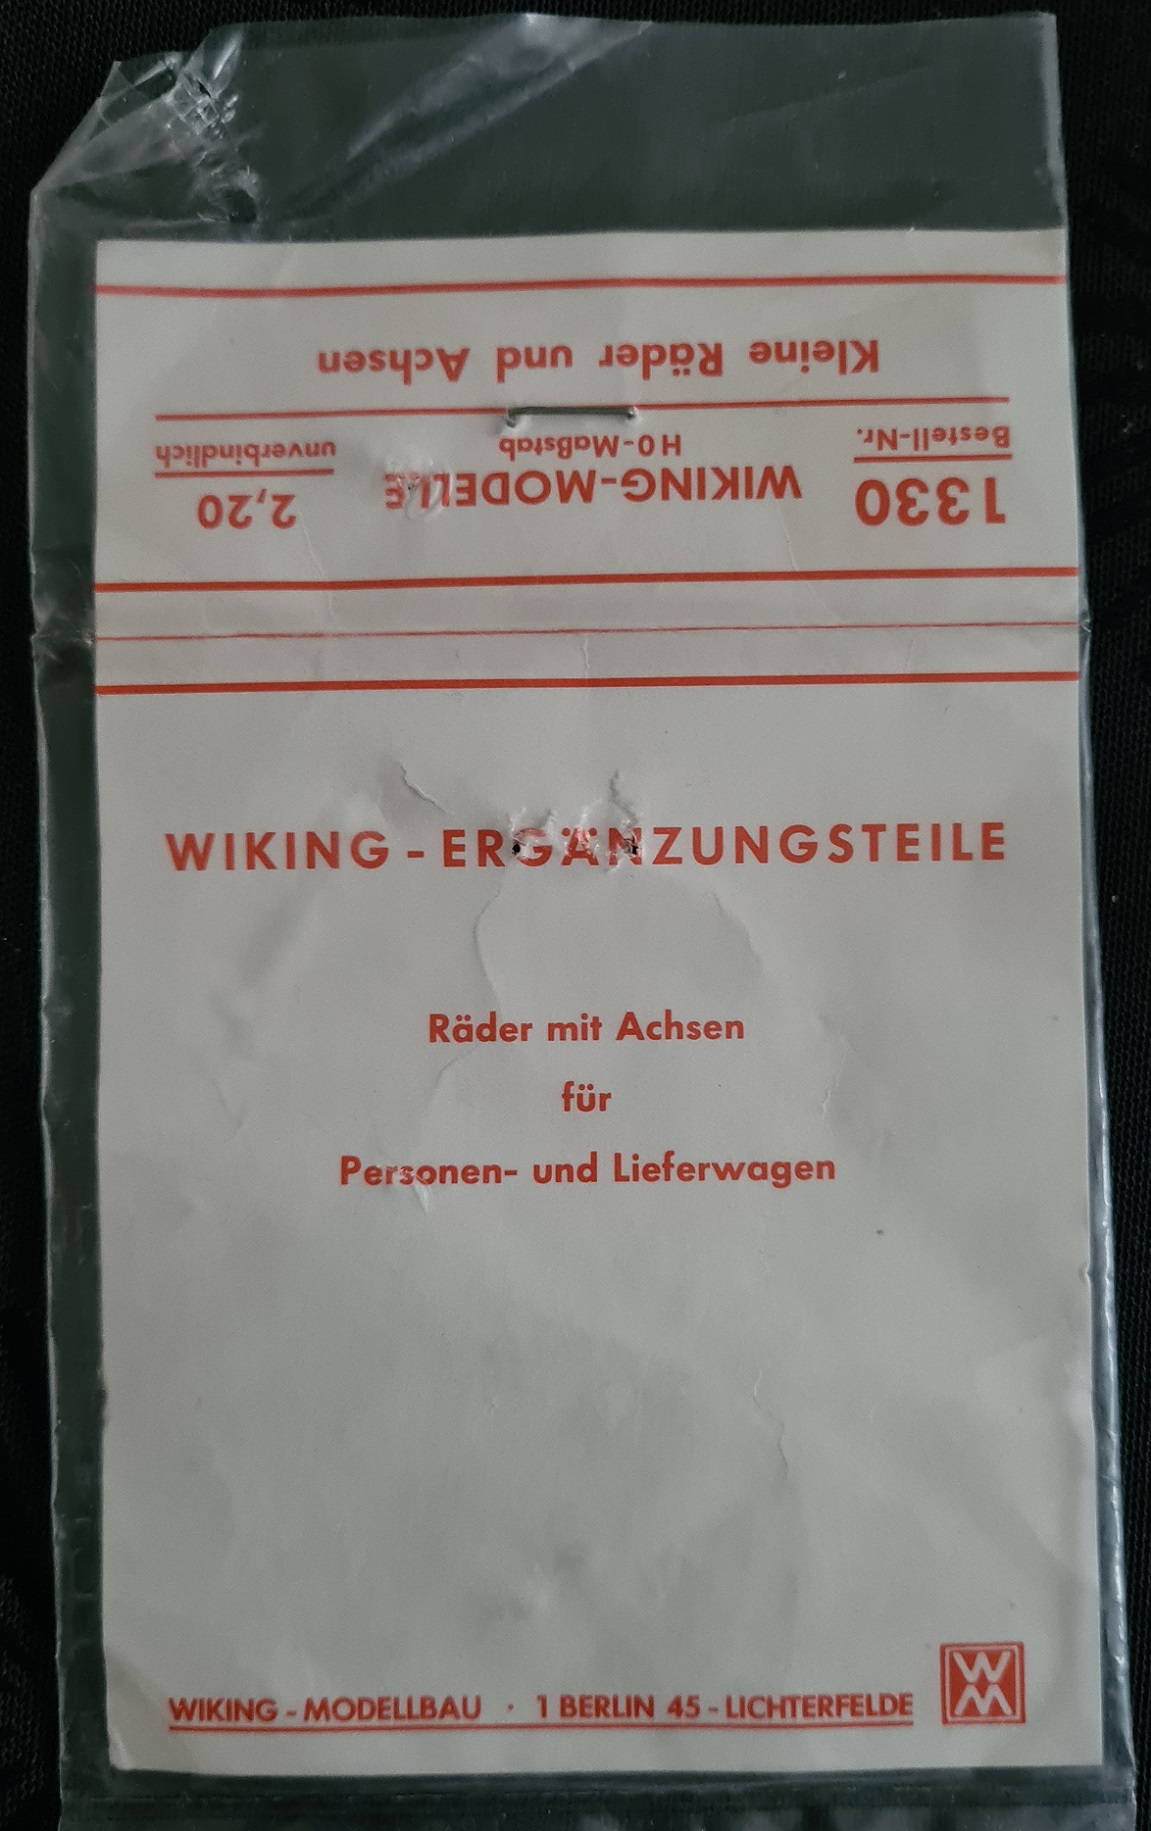 Kleine Räder und Achsen
Bestell-Nr.
1330
WIKING-MODELLE
H0-Maßstab
unverbindlich
2,20
WIKING - ERGÄNZUNGSTEILE
Räder mit Achsen
für
Personen- und Lieferwagen
WIKING - MODELLBAU · 1 BERLIN 45 - LICHTERFELDE
WM